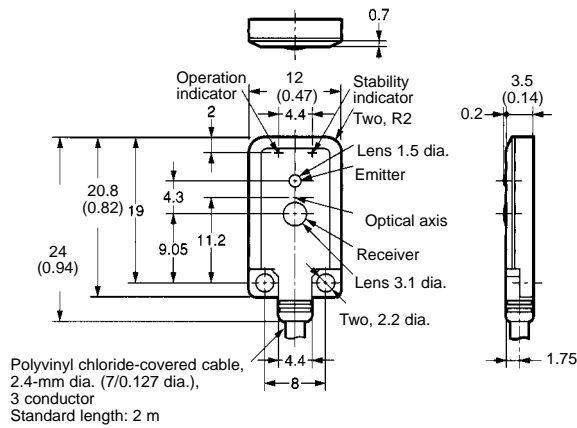 0.7
Operation
indicator
12
(0.47)
4.4
Stability
indicator
Two, R2
3.5
(0.14)
0.2
2
Lens 1.5 dia.
Emitter
20.8
(0.82)
19
4.3
Optical axis
24
(0.94)
9.05
11.2
Receiver
Lens 3.1 dia.
Two, 2.2 dia.
4.4
8
1.75
Polyvinyl chloride-covered cable,
2.4-mm dia. (7/0.127 dia.),
3 conductor
Standard length: 2 m